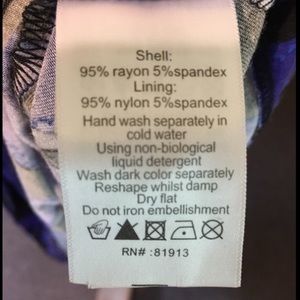 Shell:
95% rayon 5%spandex
Lining:
95% nylon 5%spandex
Hand wash separately in
cold water
Using non-biological
liquid detergent
Wash dark color separately
Reshape whilst damp
Dry flat
Do not iron embellishment
RN# :81913